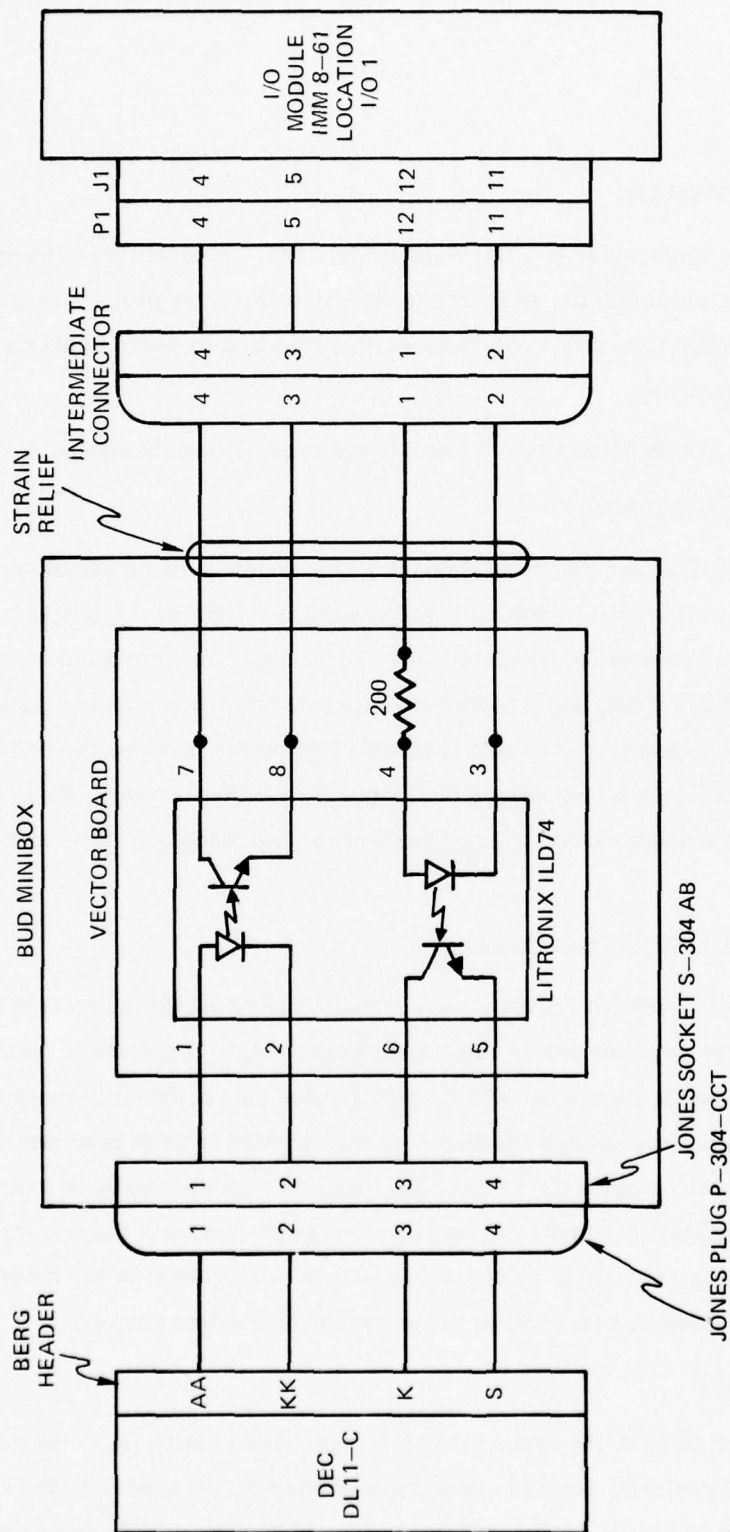 BUD MINIBOX
STRAIN
RELIEF
INTERMEDIATE
CONNECTOR
BERG
HEADER
VECTOR BOARD
P1 J1
DEC
DL11-C
AA 1 1 1 7 4 4 4 4
KK 2 2 2 8 3 3 5 5
200
K 3 3 6 4 1 1 12 12
S 4 4 5 3 2 2 11 11
I/O
MODULE
IMM 8-61
LOCATION
I/O 1
LITRONIX ILD74
JONES SOCKET S-304 AB
JONES PLUG P-304-CCT